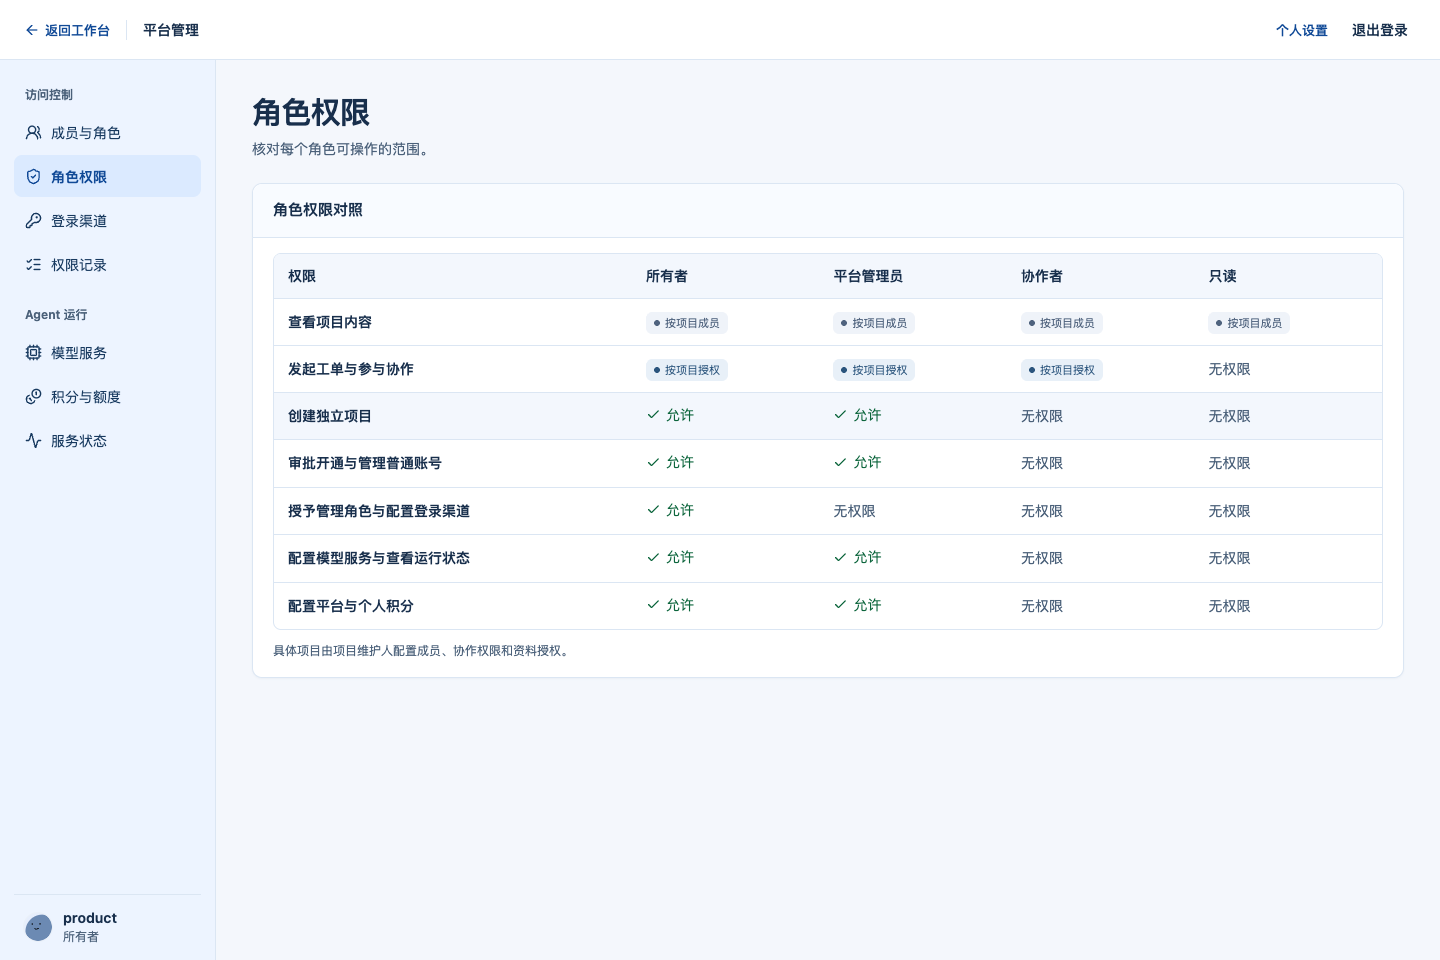 返回工作台 平台管理 个人设置 退出登录
访问控制
成员与角色
角色权限
登录渠道
权限记录
Agent 运行
模型服务
积分与额度
服务状态
product
所有者
角色权限
核对每个角色可操作的范围。
角色权限对照
权限 所有者 平台管理员 协作者 只读
查看项目内容 按项目成员 按项目成员 按项目成员 按项目成员
发起工单与参与协作 按项目授权 按项目授权 按项目授权 无权限
创建独立项目 允许 允许 无权限 无权限
审批开通与管理普通账号 允许 允许 无权限 无权限
授予管理角色与配置登录渠道 允许 无权限 无权限 无权限
配置模型服务与查看运行状态 允许 允许 无权限 无权限
配置平台与个人积分 允许 允许 无权限 无权限
具体项目由项目维护人配置成员、协作权限和资料授权。